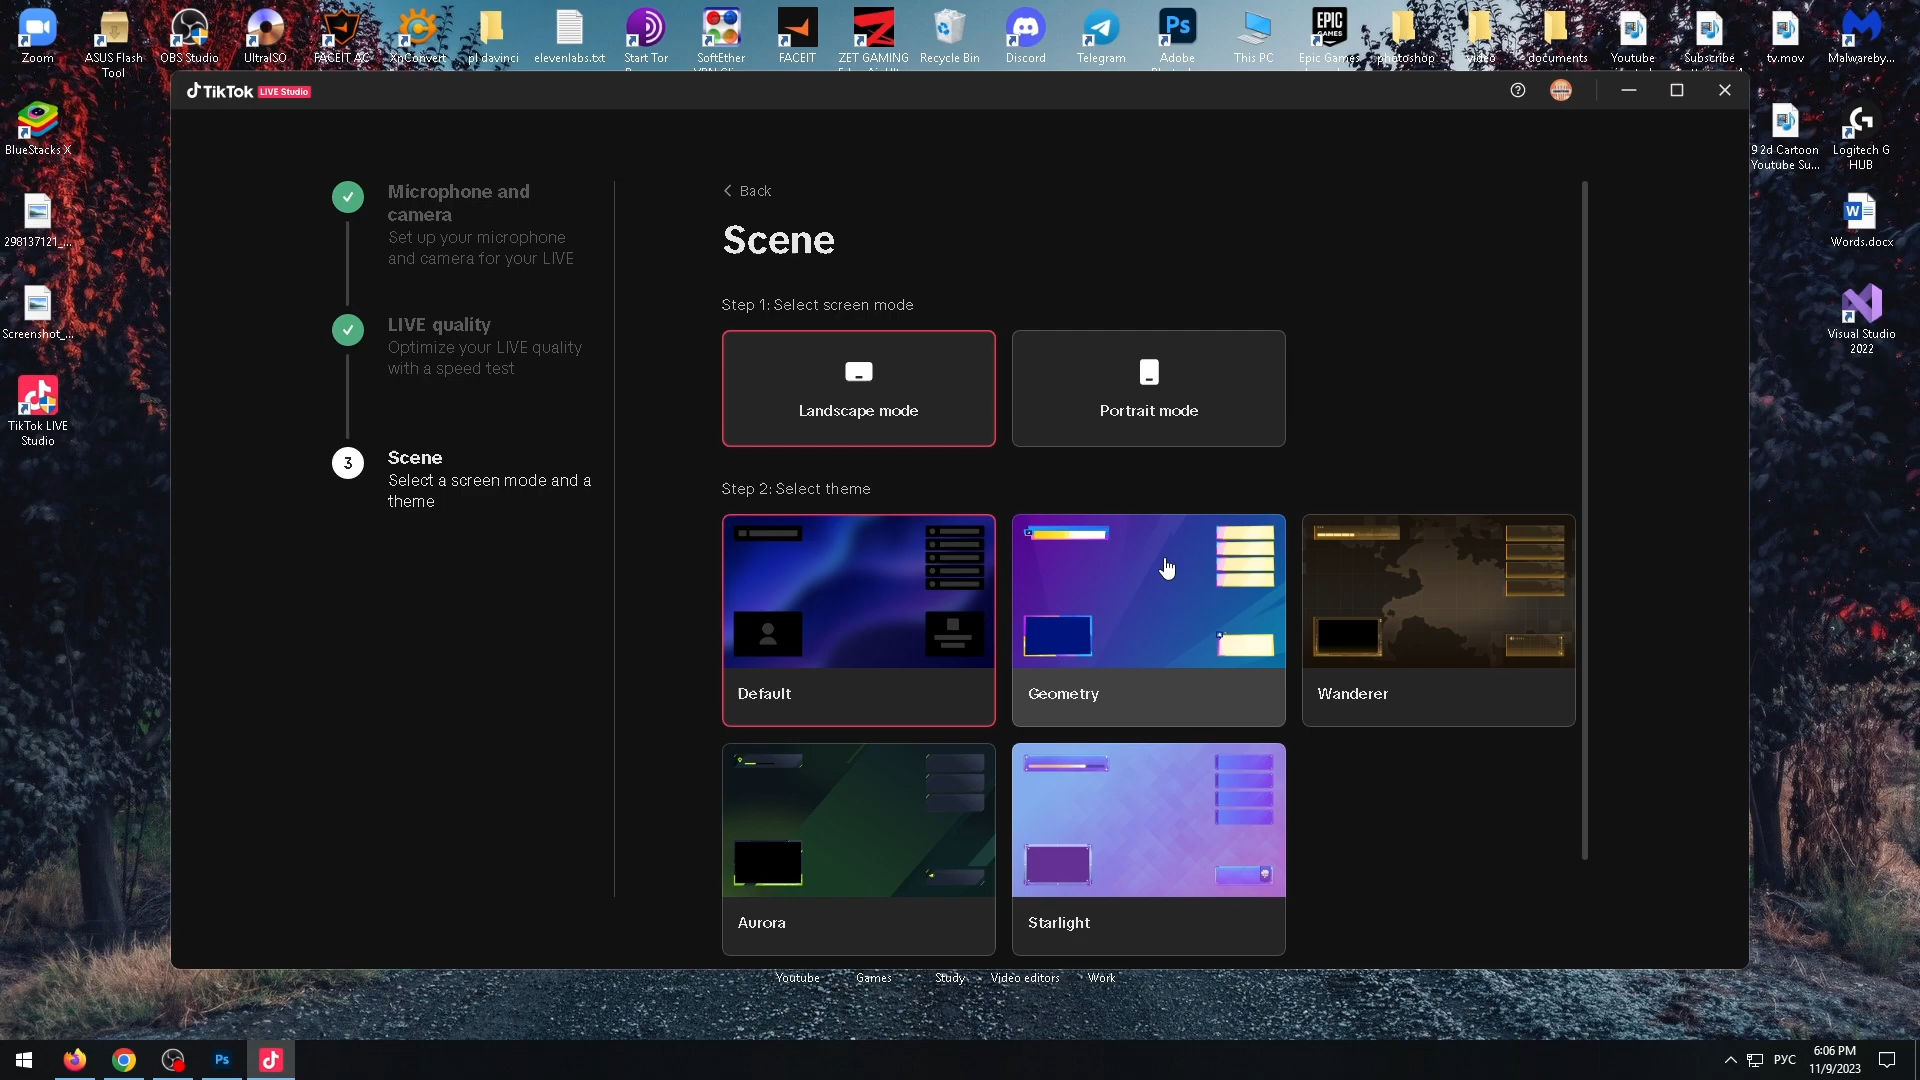 Zoom
ASUS Flash
Tool
OBS Studio
UltraISO
FACEIT AC
XnConvert
pl davinci
elevenlabs.txt
Start Tor
SoftEther
FACEIT
ZET GAMING
Recycle Bin
Discord
Telegram
Adobe
This PC
Epic Games
photoshop
video
documents
Youtube
Subscribe
tv.mov
Malwareby...
TikTok LIVE Studio
BlueStacks X
298137121_...
Screenshot_...
TikTok LIVE
Studio
9 2d Cartoon
Youtube Su...
Logitech G
HUB
Words.docx
Visual Studio
2022
Microphone and
camera
Set up your microphone
and camera for your LIVE
LIVE quality
Optimize your LIVE quality
with a speed test
3
Scene
Select a screen mode and a
theme
Back
Scene
Step 1: Select screen mode
Landscape mode
Portrait mode
Step 2: Select theme
Default
Geometry
Wanderer
Aurora
Starlight
Youtube
Games
Study
Video editors
Work
РУС
6:06 PM
11/9/2023